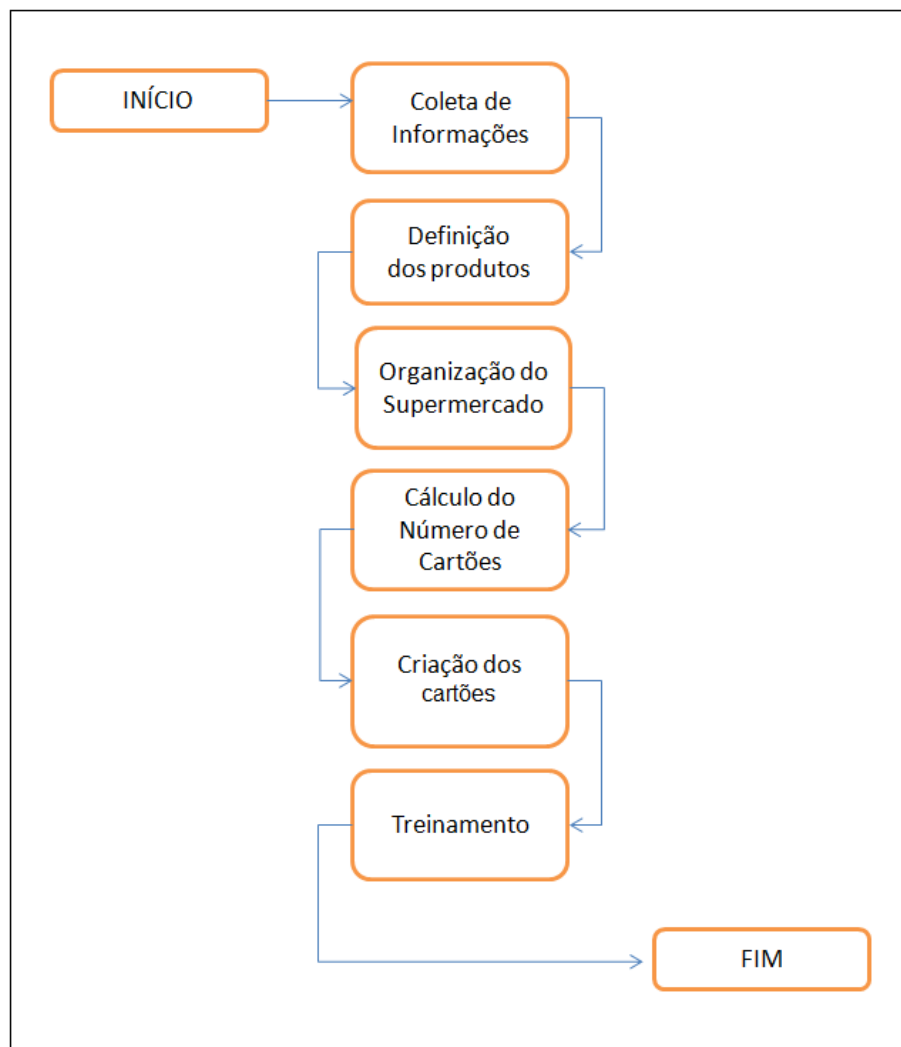 INÍCIO
Coleta de
Informações
Definição
dos produtos
Organização do
Supermercado
Cálculo do
Número de
Cartões
Criação dos
cartões
Treinamento
FIM